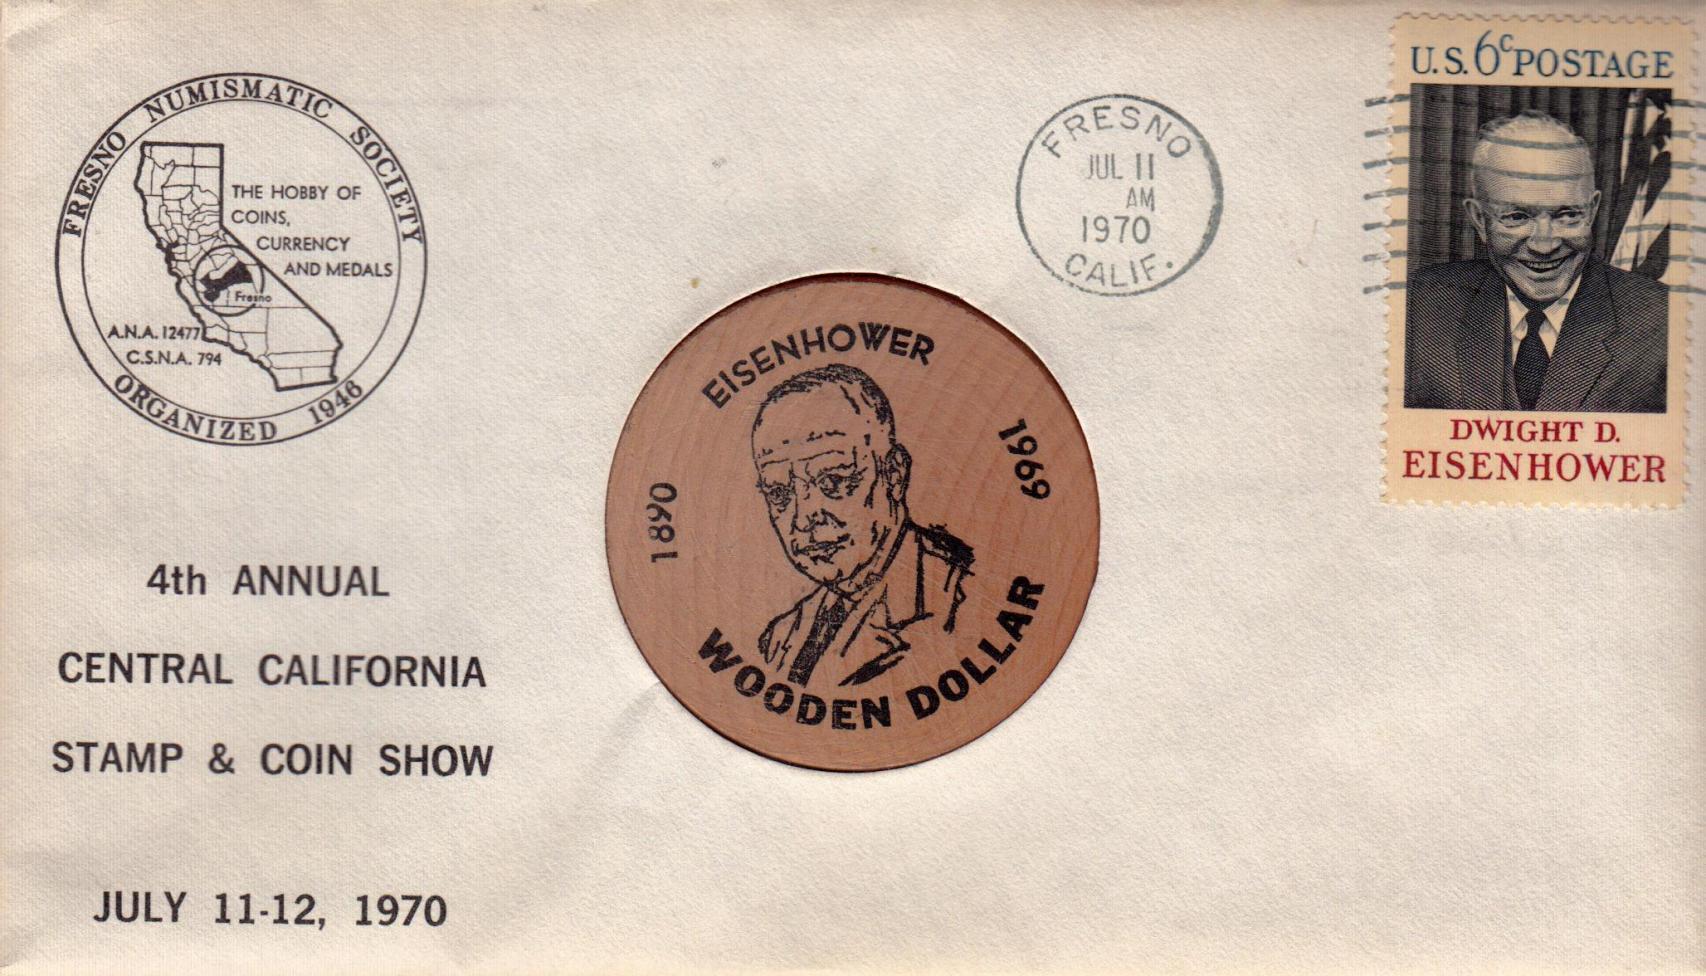 FRESNO NUMISMATIC SOCIETY
THE HOBBY OF
COINS,
CURRENCY
AND MEDALS
Fresno
A.N.A. 12477
C.S.N.A. 794
ORGANIZED 1946
4th ANNUAL
CENTRAL CALIFORNIA
STAMP & COIN SHOW
JULY 11-12, 1970
EISENHOWER
1890
1969
WOODEN DOLLAR
FRESNO
JUL 11
AM
1970
CALIF.
U.S. 6c POSTAGE
DWIGHT D.
EISENHOWER